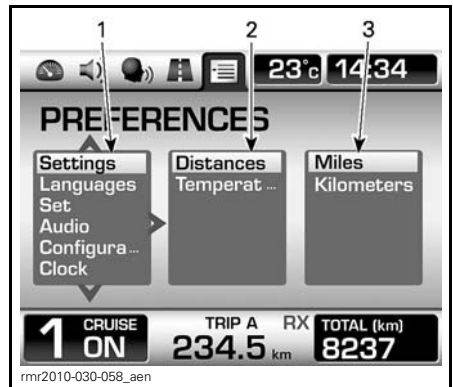 1 2 3
23°c 14:34
PREFERENCES
Settings Distances Miles
Languages Temperat ... Kilometers
Set
Audio
Configura ...
Clock
1 CRUISE ON TRIP A 234.5 km RX TOTAL (km) 8237
rmr2010-030-058_aen